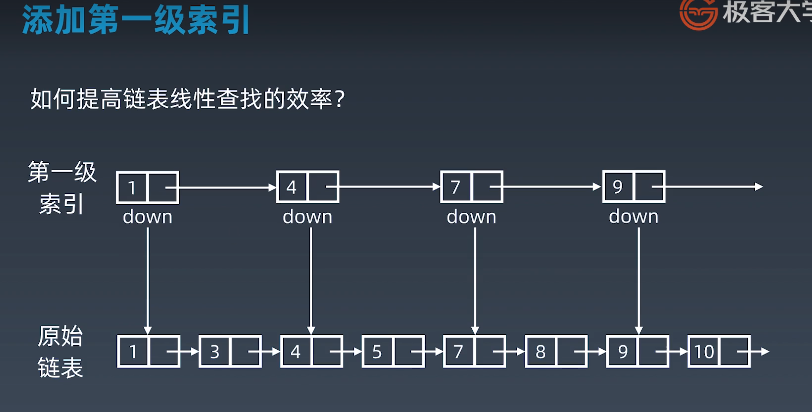 添加第一级索引
极客大学
如何提高链表线性查找的效率?
第一级
索引
1 4 7 9
down down down down
原始
链表
1 3 4 5 7 8 9 10